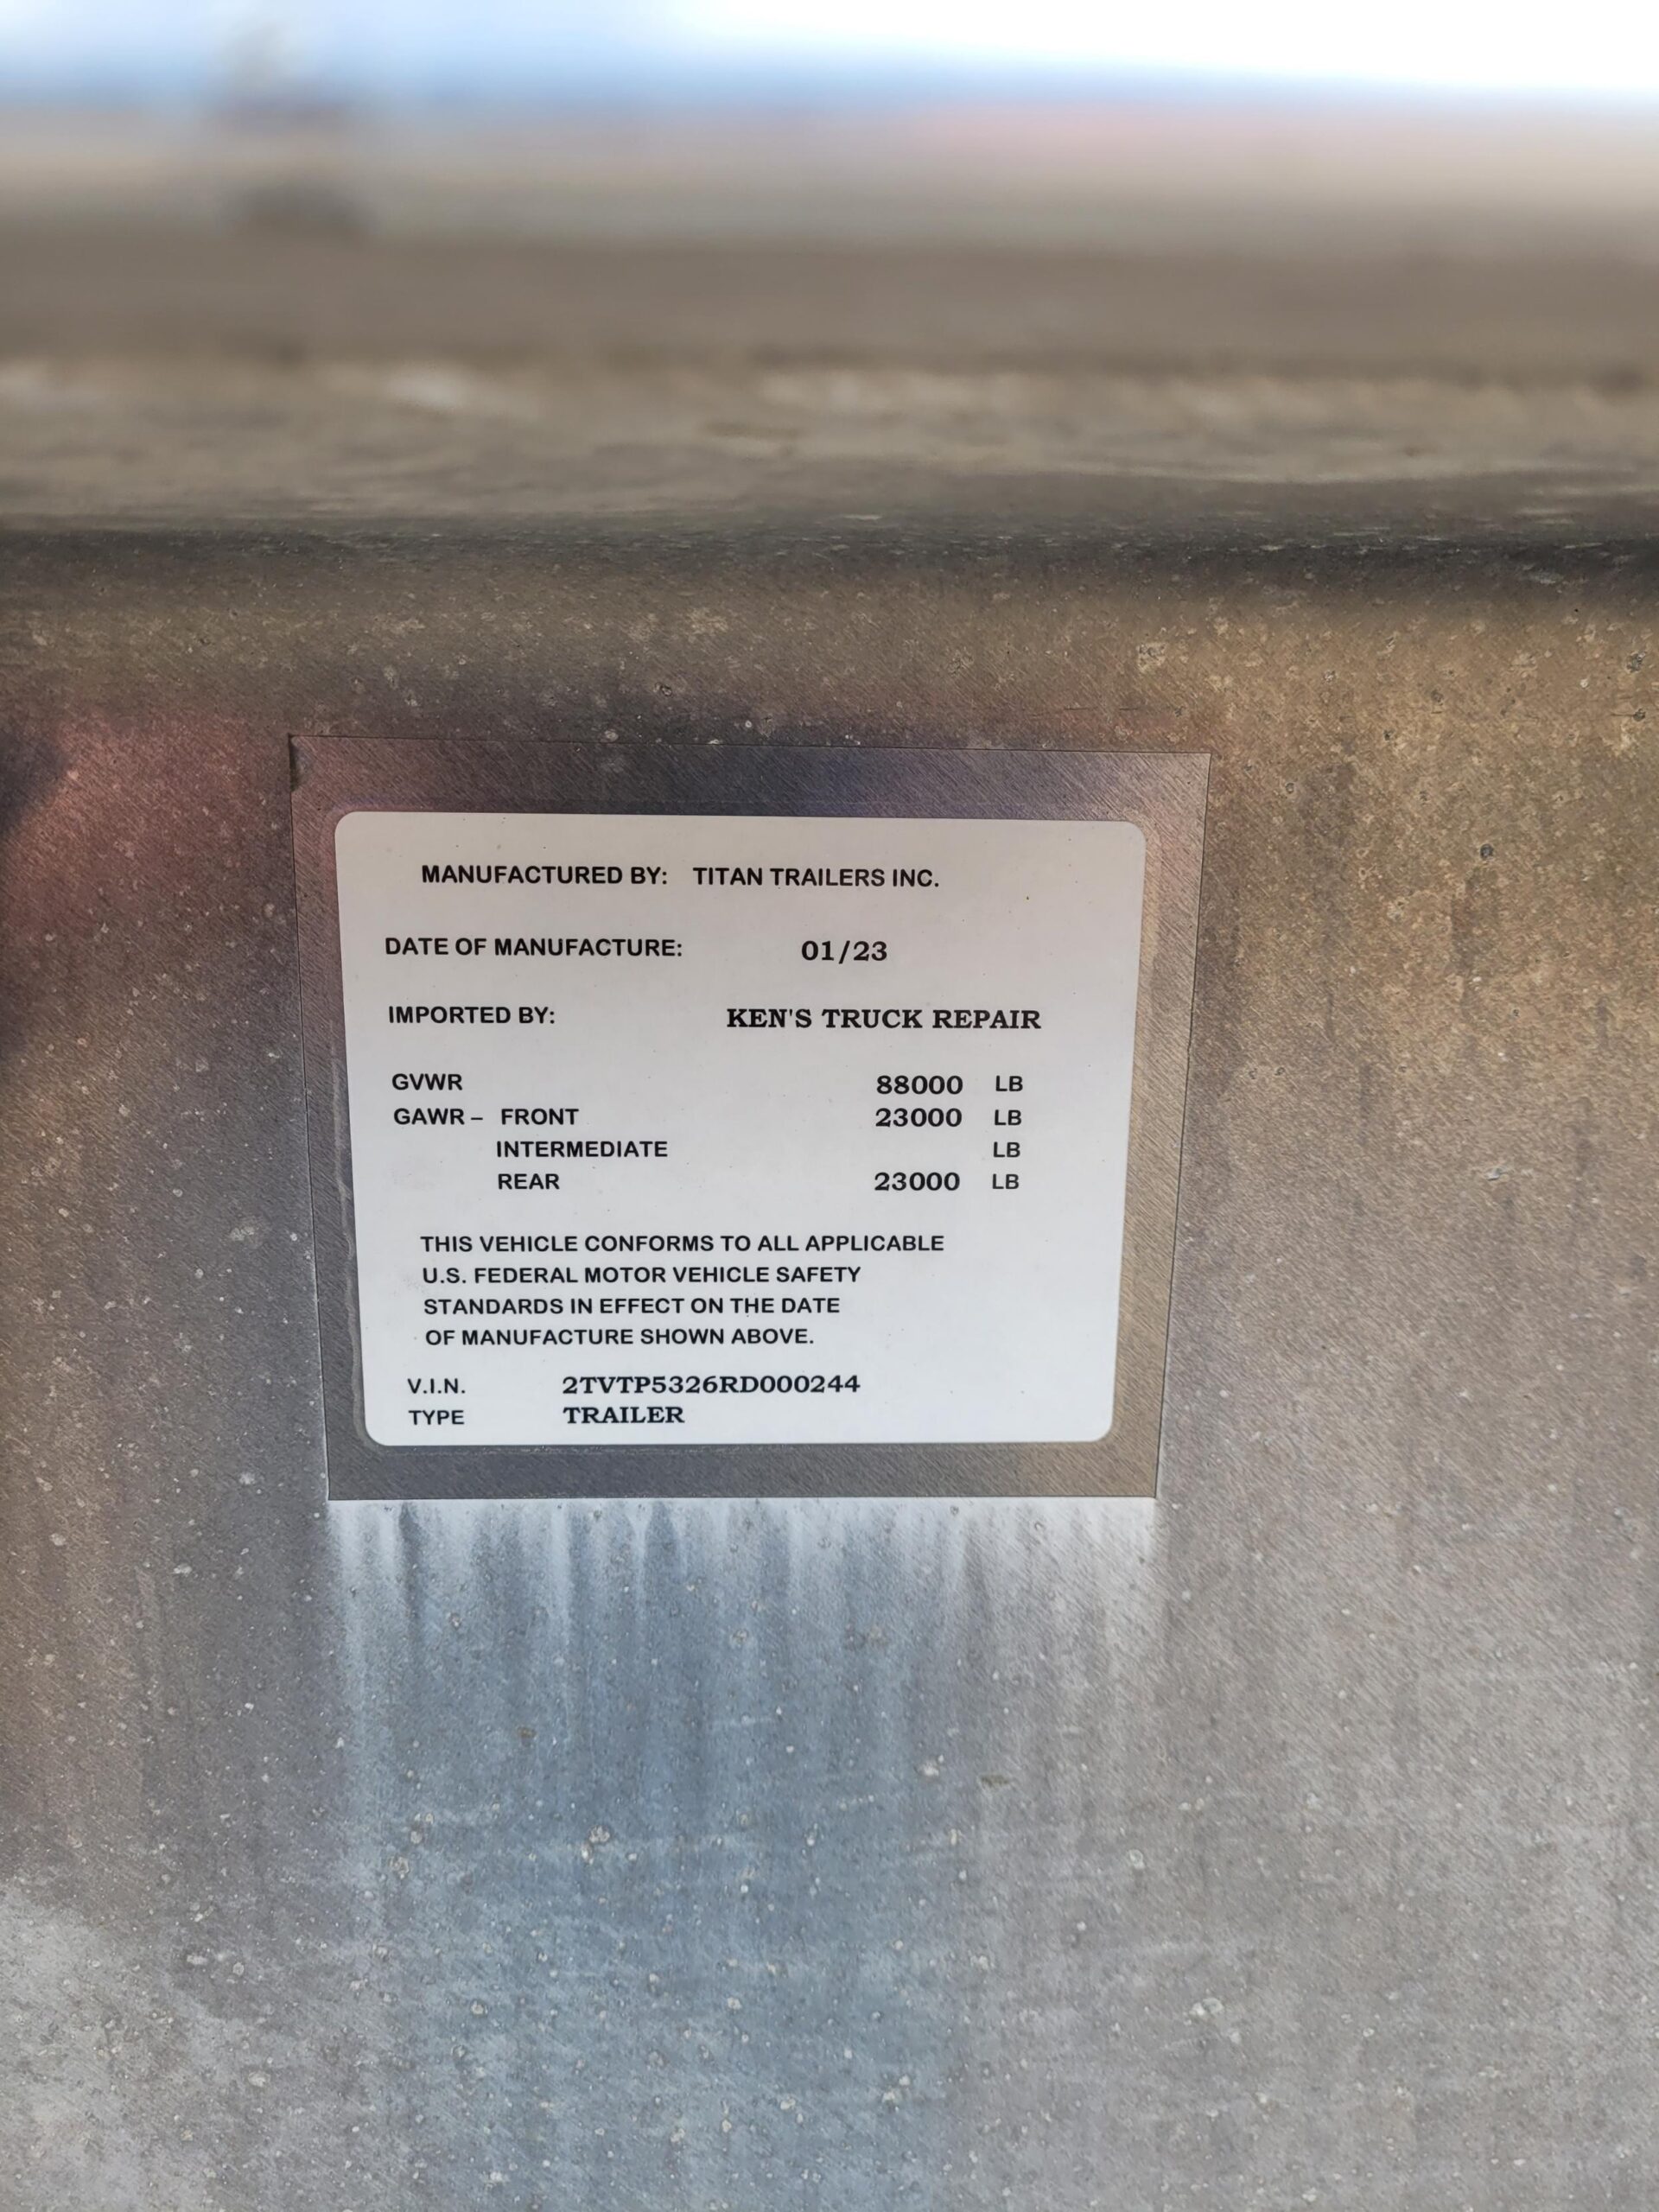 MANUFACTURED BY: TITAN TRAILERS INC.
DATE OF MANUFACTURE: 01/23
IMPORTED BY: KEN'S TRUCK REPAIR
GVWR 88000 LB
GAWR – FRONT 23000 LB
INTERMEDIATE LB
REAR 23000 LB
THIS VEHICLE CONFORMS TO ALL APPLICABLE
U.S. FEDERAL MOTOR VEHICLE SAFETY
STANDARDS IN EFFECT ON THE DATE
OF MANUFACTURE SHOWN ABOVE.
V.I.N. 2TVTP5326RD000244
TYPE TRAILER